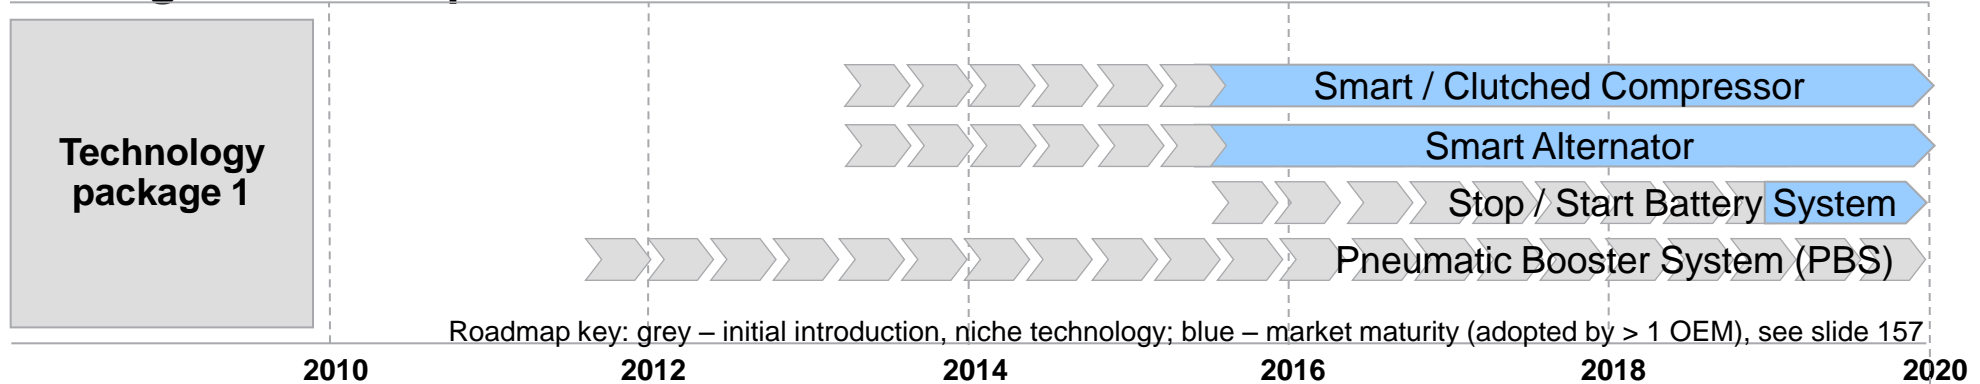 Technology
package 1
Smart / Clutched Compressor
Smart Alternator
Stop / Start Battery System
Pneumatic Booster System (PBS)
Roadmap key: grey – initial introduction, niche technology; blue – market maturity (adopted by > 1 OEM), see slide 157
2010 2012 2014 2016 2018 2020